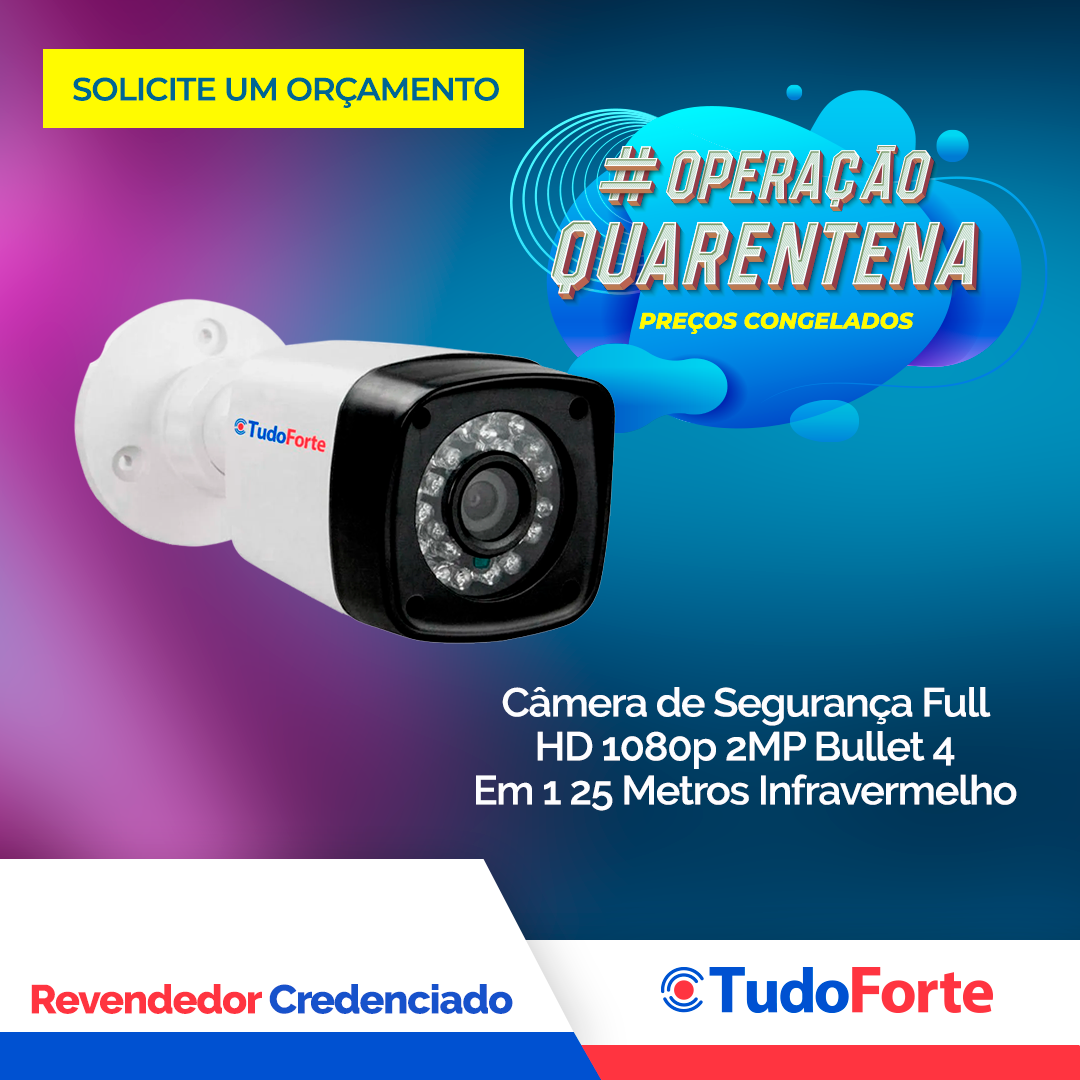 SOLICITE UM ORÇAMENTO
#OPERAÇÃO
QUARENTENA
PREÇOS CONGELADOS
TudoForte
Câmera de Segurança Full
HD 1080p 2MP Bullet 4
Em 1 25 Metros Infravermelho
Revendedor Credenciado
TudoForte